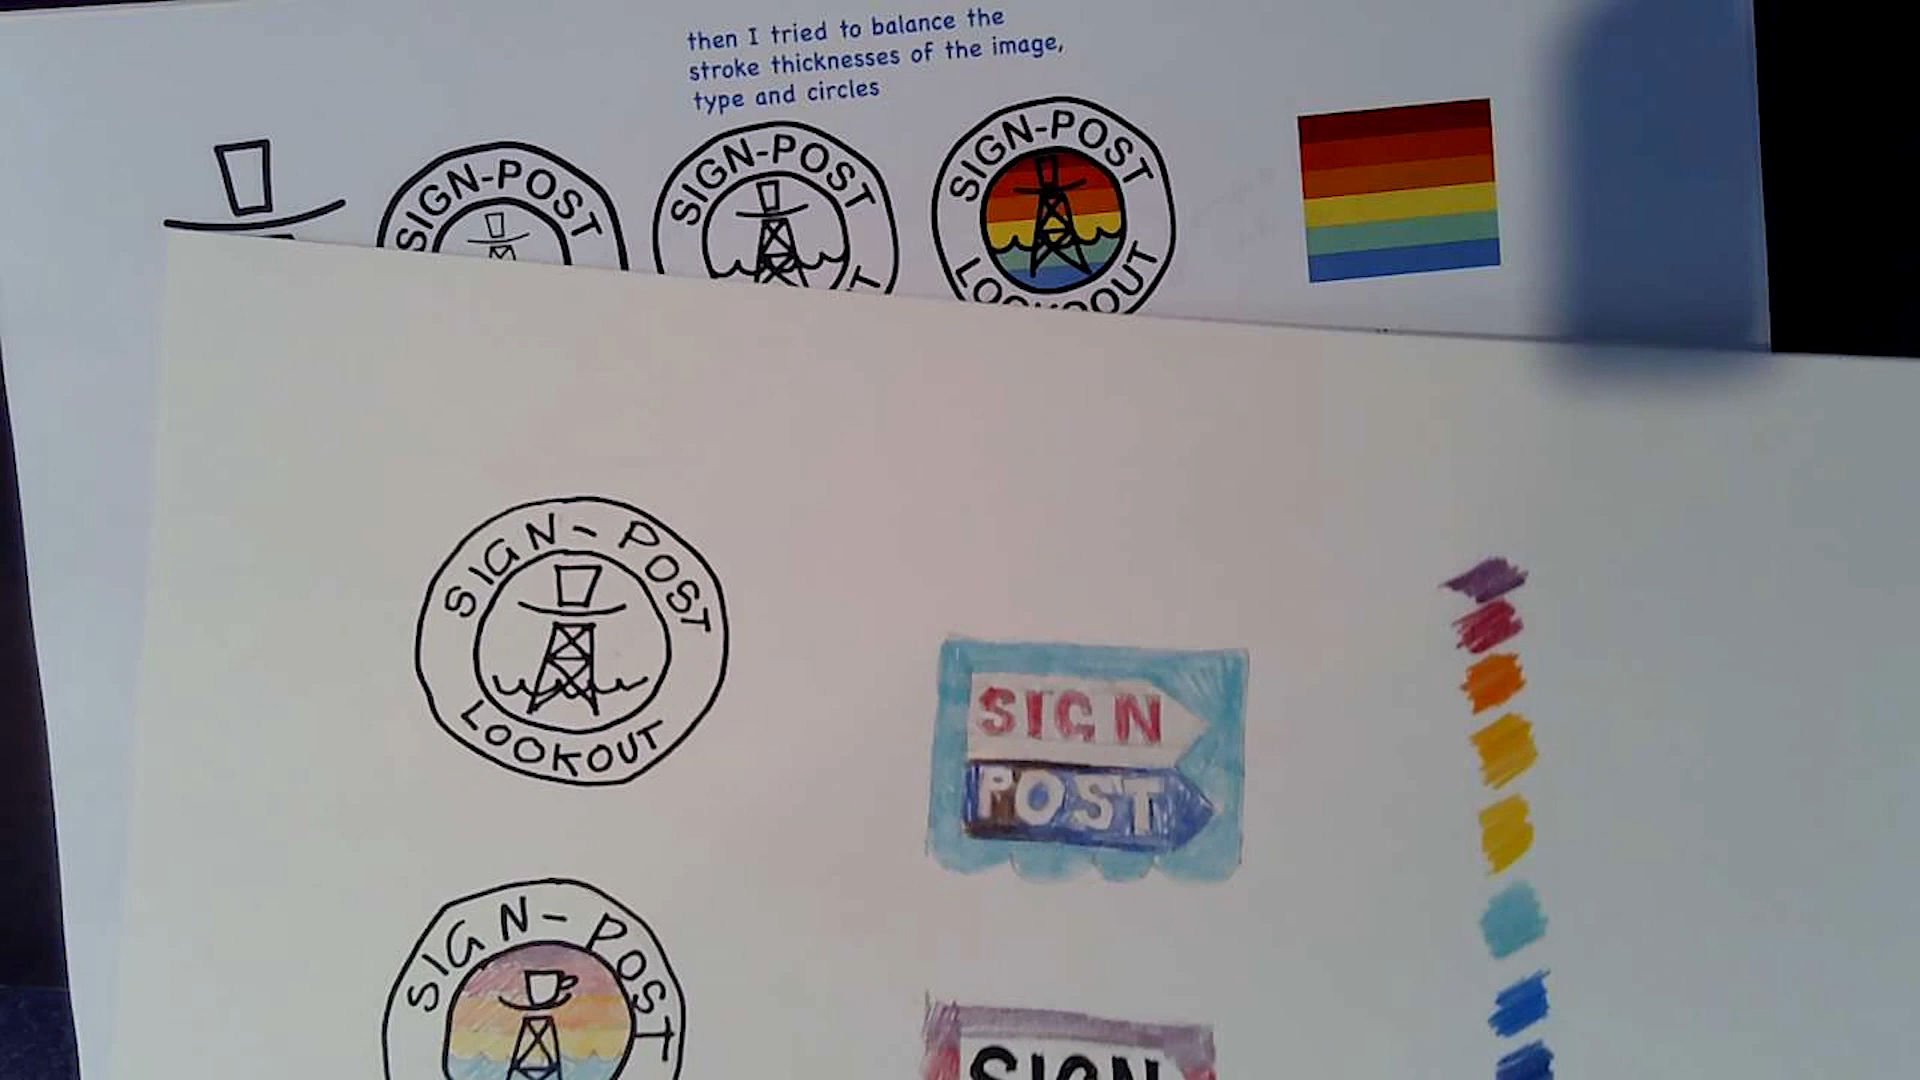 then I tried to balance the
stroke thicknesses of the image,
type and circles
SIGN-POST
SIGN-POST
SIGN-POST
LOOKOUT
SIGN-POST
LOOKOUT
SIGN
POST
SIGN-POST
SIGN